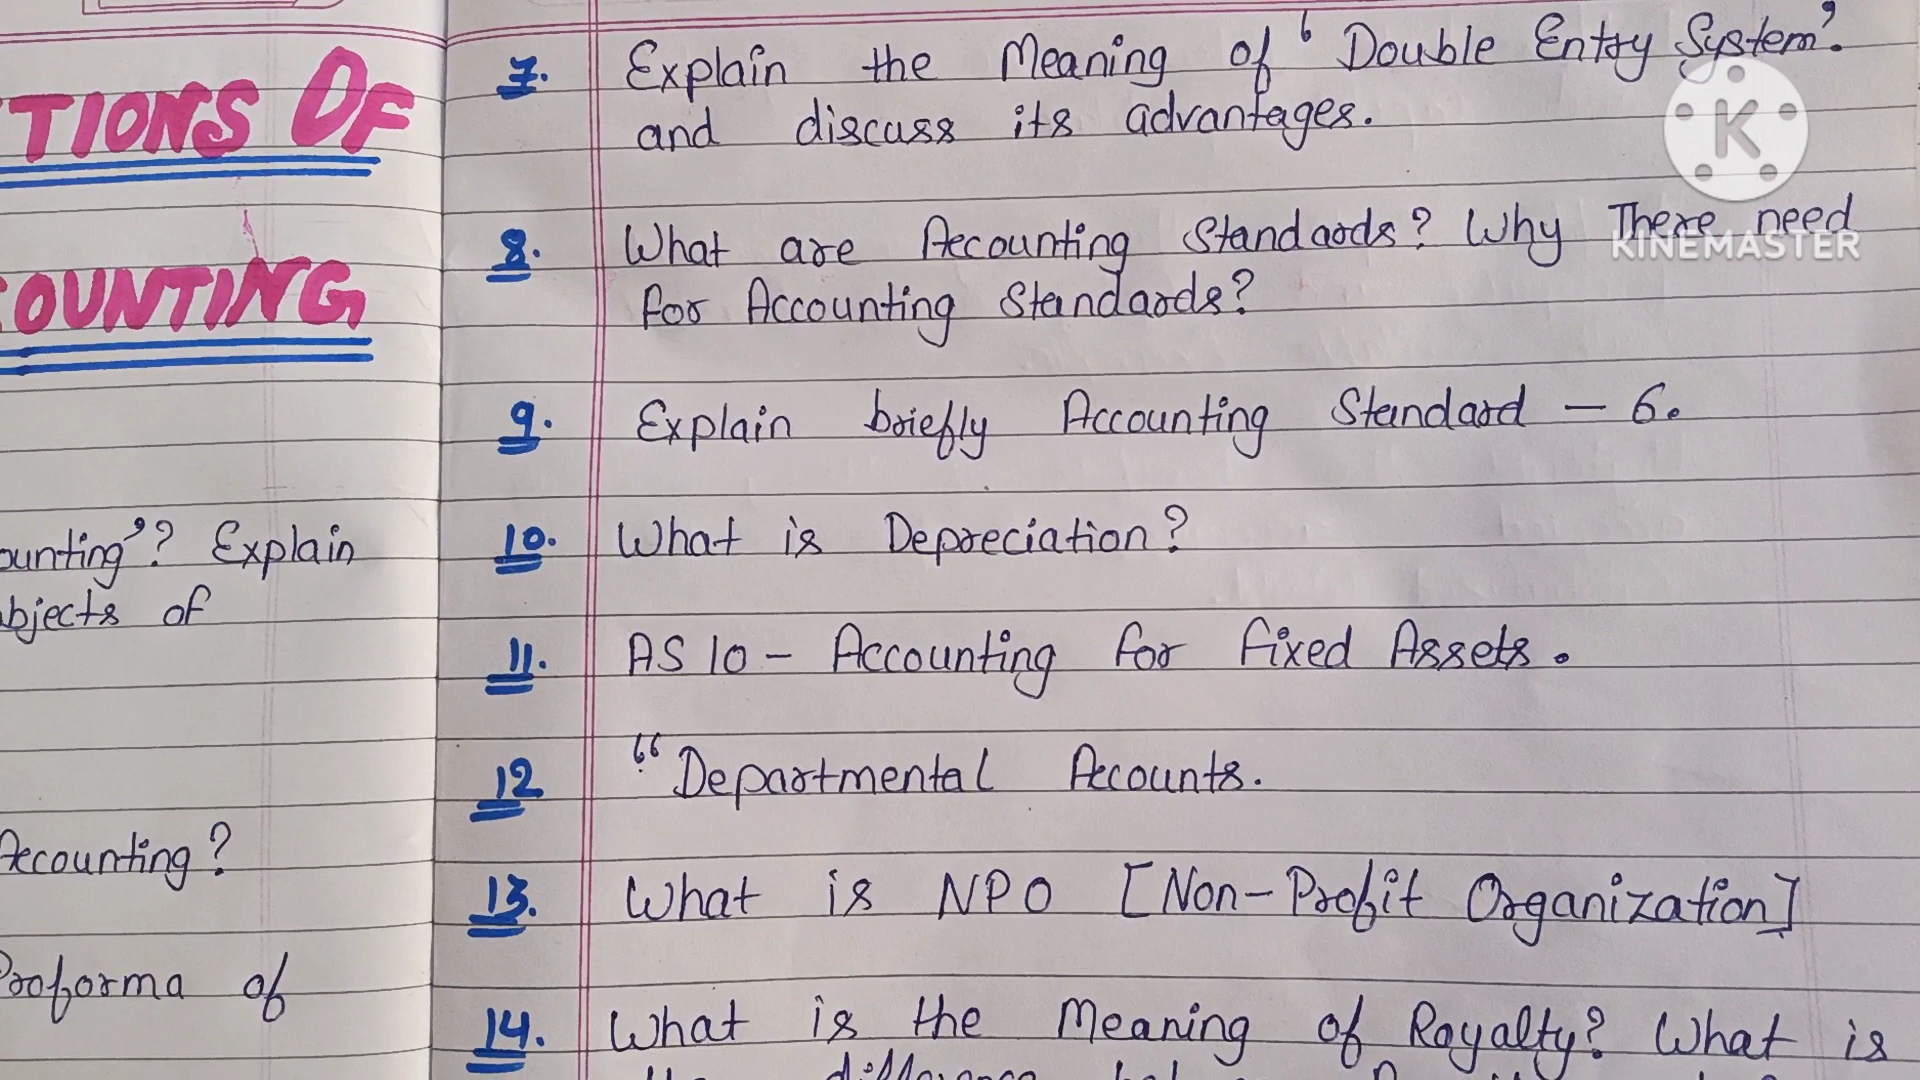 TIONS OF
OUNTING
ounting'? Explain
bjects of
Accounting?
Proforma of
7. Explain the Meaning of 'Double Entry System'.
and discuss its advantages.
8. What are Accounting Standards? Why There need
for Accounting Standards?
9. Explain briefly Accounting Standard - 6.
10. What is Depreciation?
11. AS 10 - Accounting for Fixed Assets.
12 "Departmental Accounts.
13. What is NPO [Non-Profit Organization]
14. What is the Meaning of Royalty? What is
K
KINEMASTER